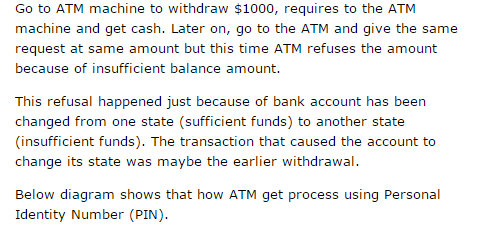 Go to ATM machine to withdraw $1000, requires to the ATM
machine and get cash. Later on, go to the ATM and give the same
request at same amount but this time ATM refuses the amount
because of insufficient balance amount.
This refusal happened just because of bank account has been
changed from one state (sufficient funds) to another state
(insufficient funds). The transaction that caused the account to
change its state was maybe the earlier withdrawal.
Below diagram shows that how ATM get process using Personal
Identity Number (PIN).